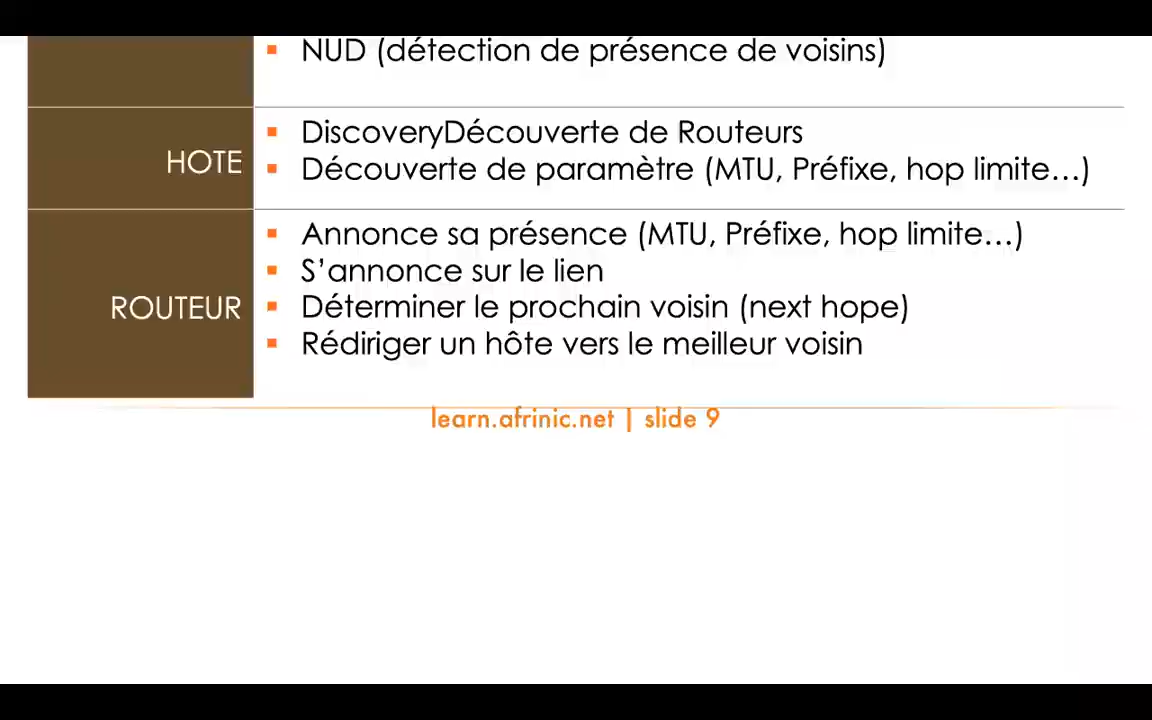 NUD (détection de présence de voisins)
HOTE
DiscoveryDécouverte de Routeurs
Découverte de paramètre (MTU, Préfixe, hop limite…)
ROUTEUR
Annonce sa présence (MTU, Préfixe, hop limite…)
S’annonce sur le lien
Déterminer le prochain voisin (next hope)
Rédiriger un hôte vers le meilleur voisin
learn.afrinic.net | slide 9